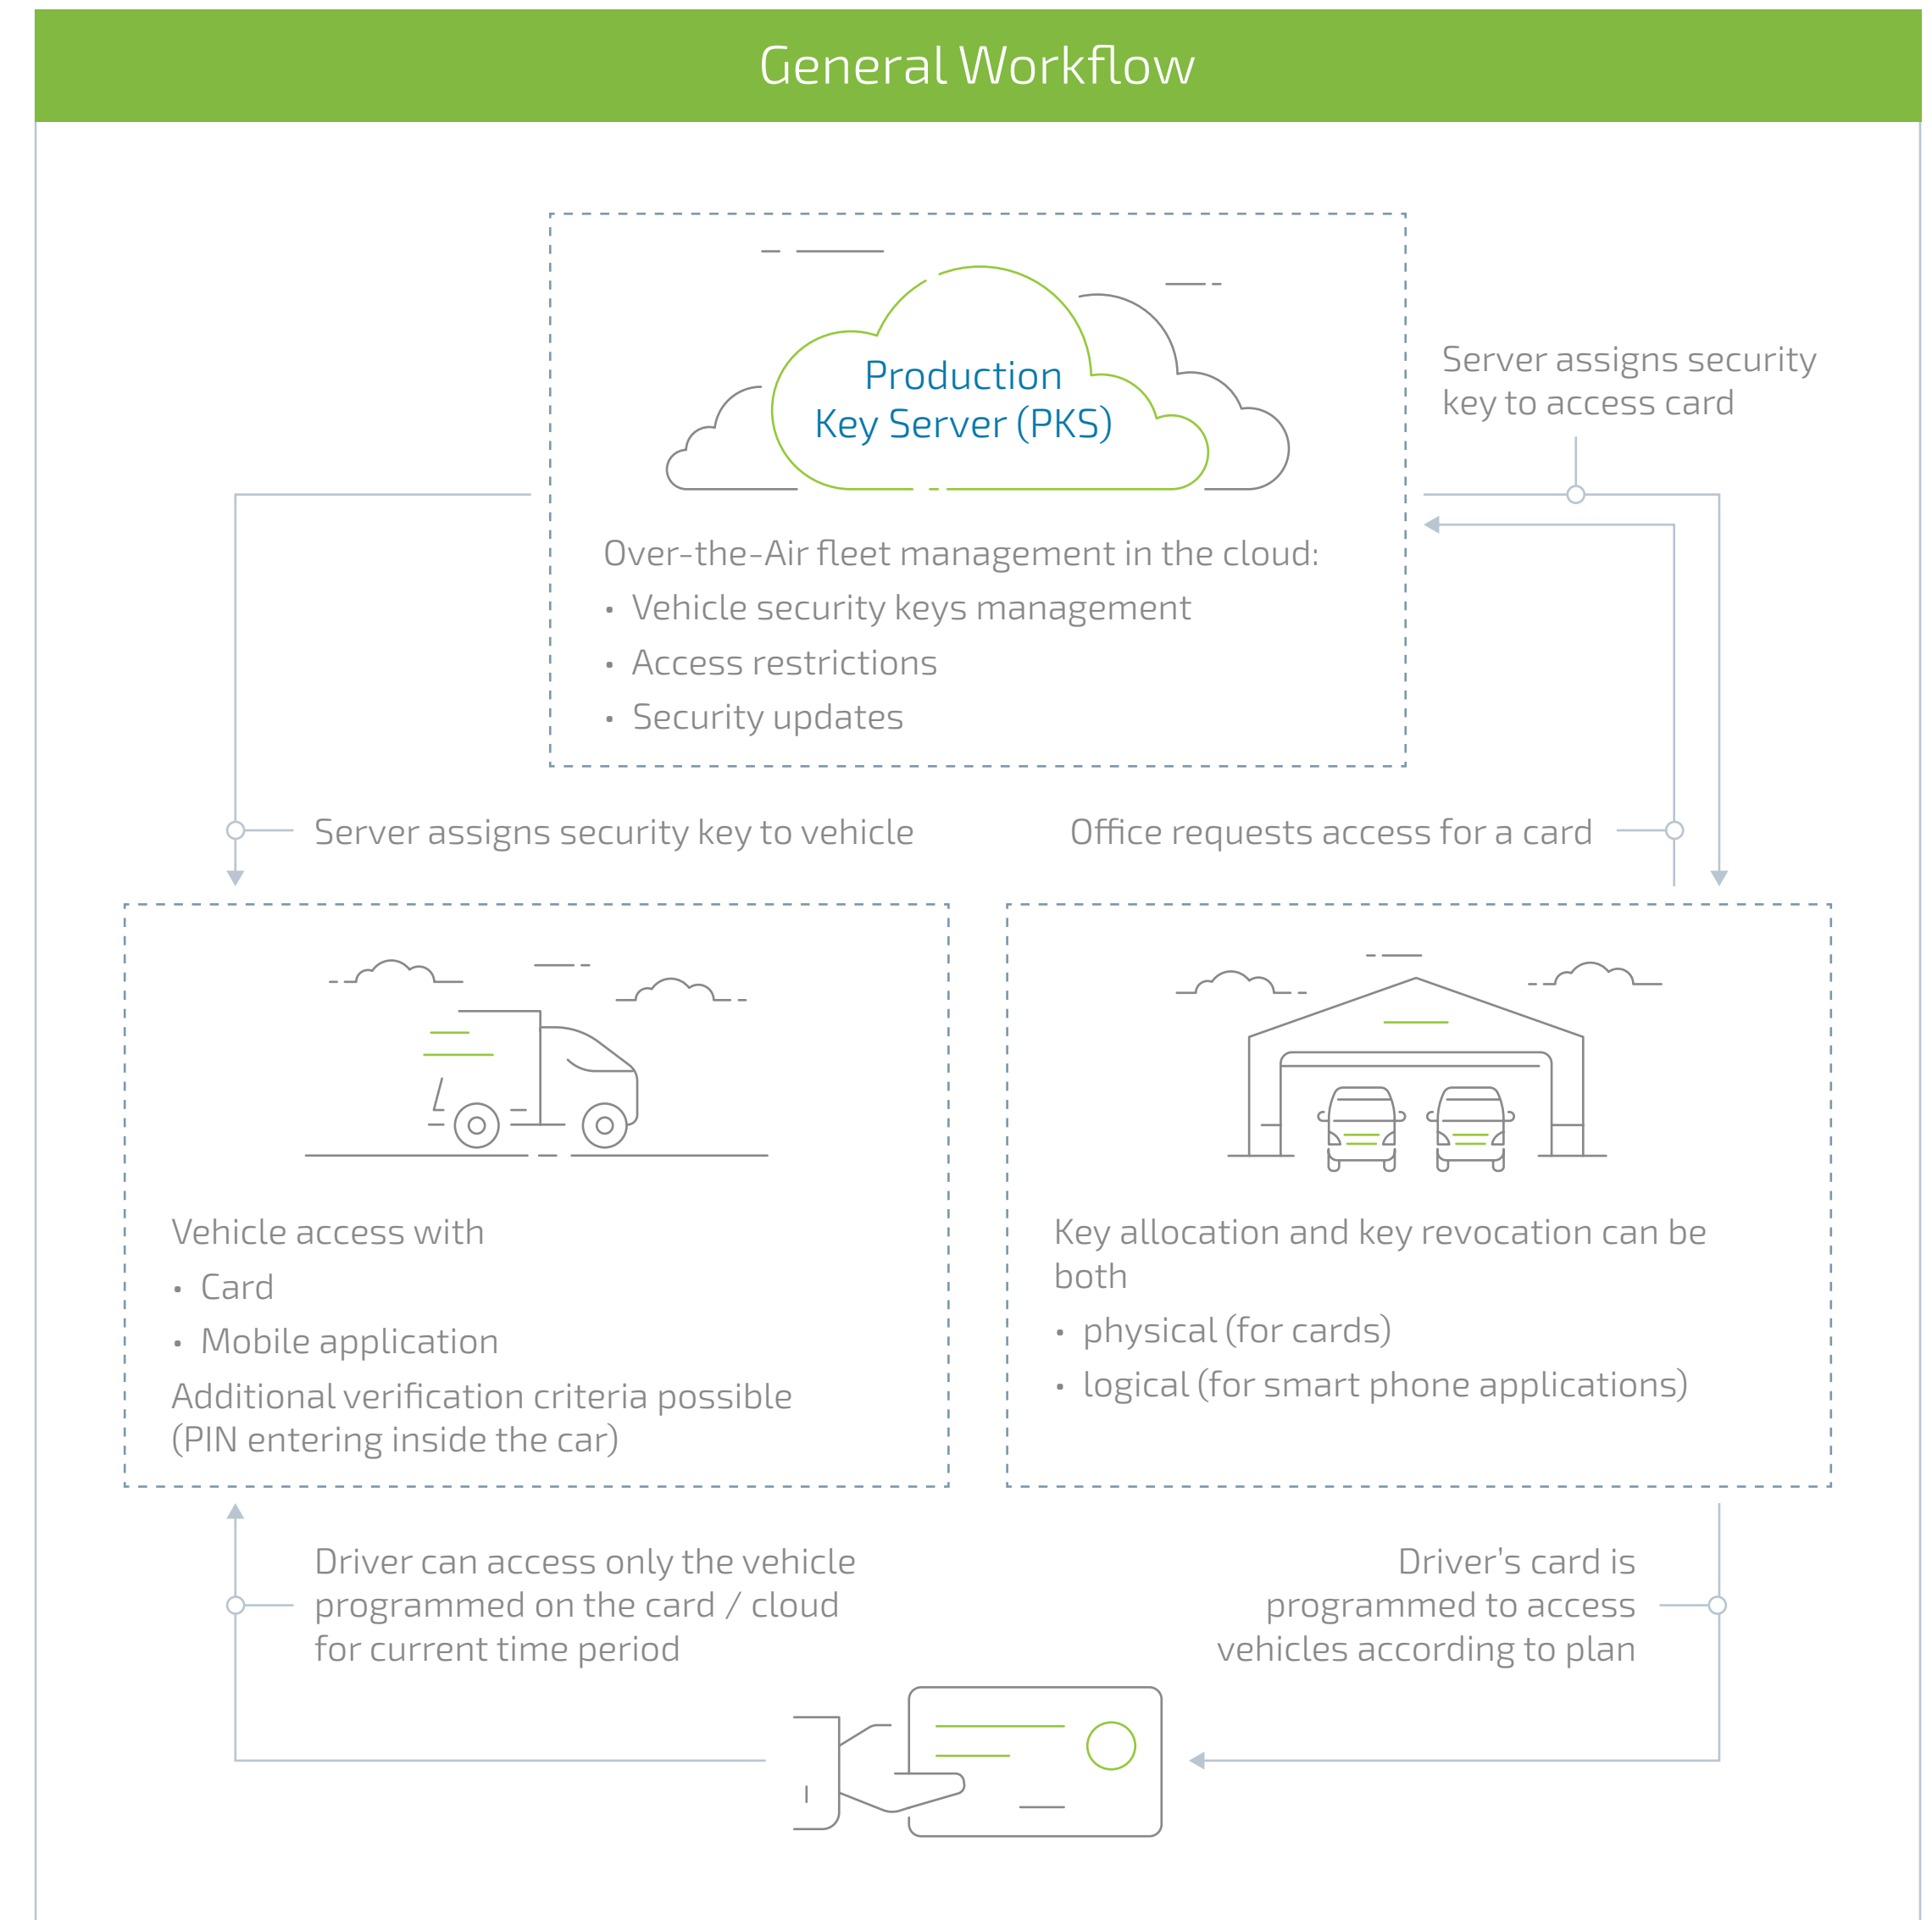 General Workflow
Production
Key Server (PKS)
Server assigns security
key to access card
Over-the-Air fleet management in the cloud:
• Vehicle security keys management
• Access restrictions
• Security updates
Server assigns security key to vehicle
Office requests access for a card
Vehicle access with
• Card
• Mobile application
Additional verification criteria possible
(PIN entering inside the car)
Key allocation and key revocation can be
both
• physical (for cards)
• logical (for smart phone applications)
Driver can access only the vehicle
programmed on the card / cloud
for current time period
Driver's card is
programmed to access
vehicles according to plan